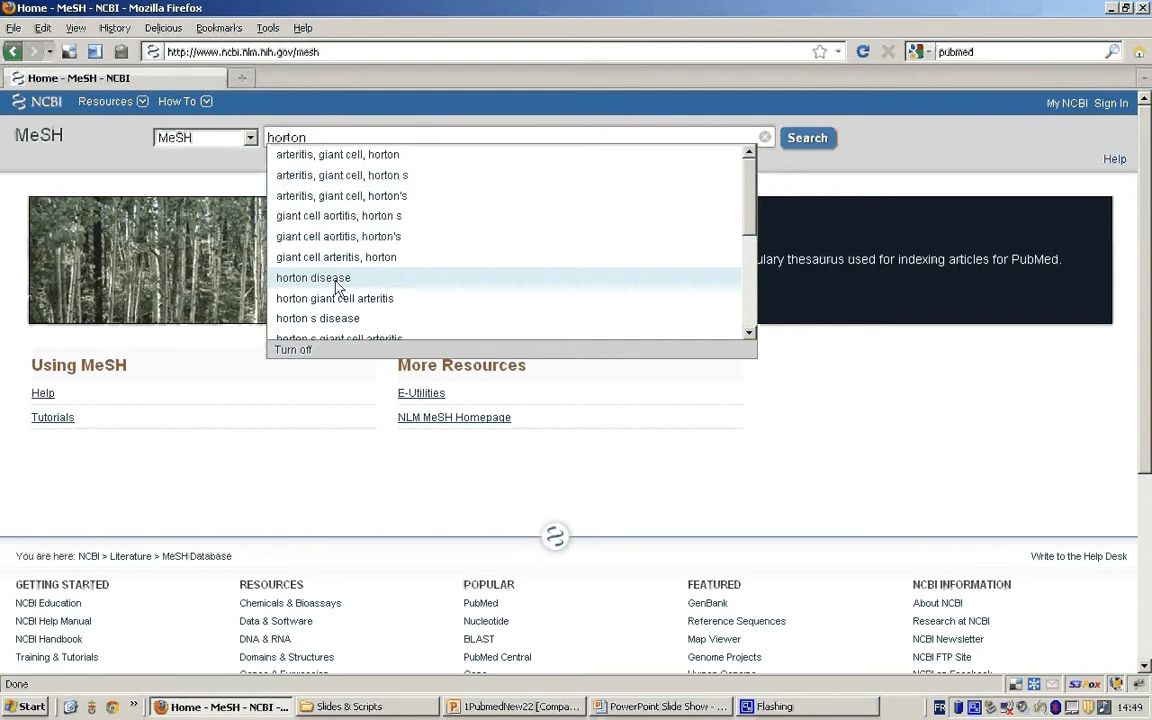 Home - MeSH - NCBI - Mozilla Firefox
File Edit View History Delicious Bookmarks Tools Help
http://www.ncbi.nlm.nih.gov/mesh
pubmed
Home - MeSH - NCBI
NCBI Resources How To My NCBI Sign In
MeSH MeSH horton Search
Help
arteritis, giant cell, horton
arteritis, giant cell, horton s
arteritis, giant cell, horton's
giant cell aortitis, horton s
giant cell aortitis, horton's
giant cell arteritis, horton
horton disease
horton giant cell arteritis
horton s disease
horton s giant cell arteritis
Turn off
ulary thesaurus used for indexing articles for PubMed.
Using MeSH More Resources
Help E-Utilities
Tutorials NLM MeSH Homepage
You are here: NCBI > Literature > MeSH Database Write to the Help Desk
GETTING STARTED RESOURCES POPULAR FEATURED NCBI INFORMATION
NCBI Education Chemicals & Bioassays PubMed GenBank About NCBI
NCBI Help Manual Data & Software Nucleotide Reference Sequences Research at NCBI
NCBI Handbook DNA & RNA BLAST Map Viewer NCBI Newsletter
Training & Tutorials Domains & Structures PubMed Central Genome Projects NCBI FTP Site
Done S3Fox
Start Home - MeSH - NCBI -... Slides & Scripts 1PubmedNew22 [Compa... PowerPoint Slide Show -... Flashing FR 14:49